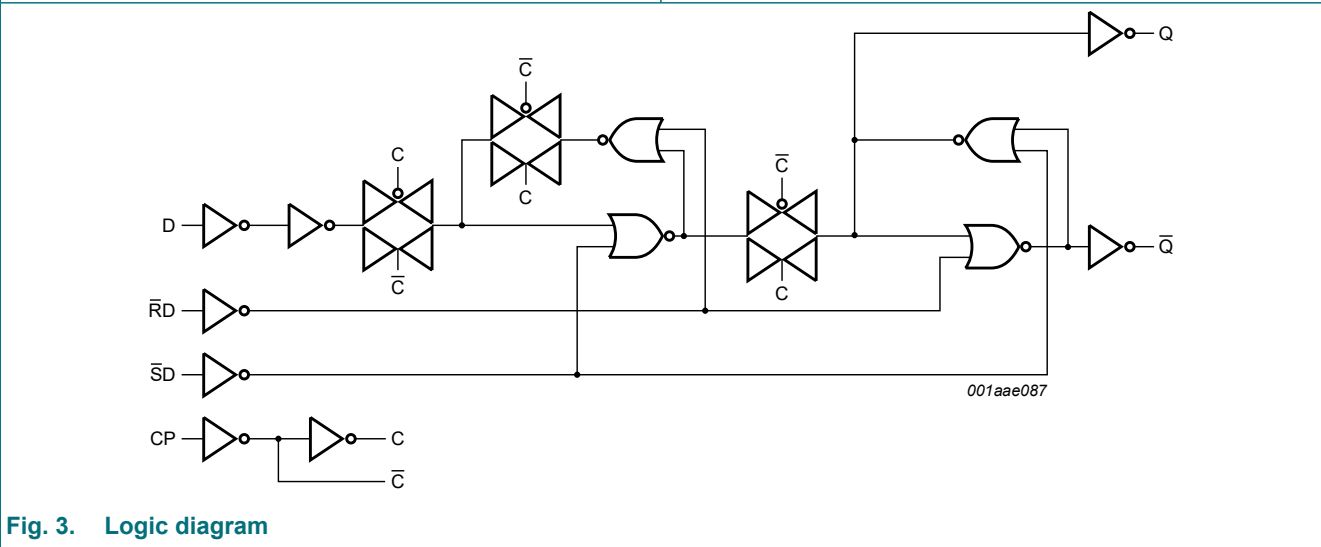 Q
C̅
C
C̅
D
C
C̅
C
Q̅
R̅D
S̅D
001aae087
CP
C
C̅
Fig. 3. Logic diagram